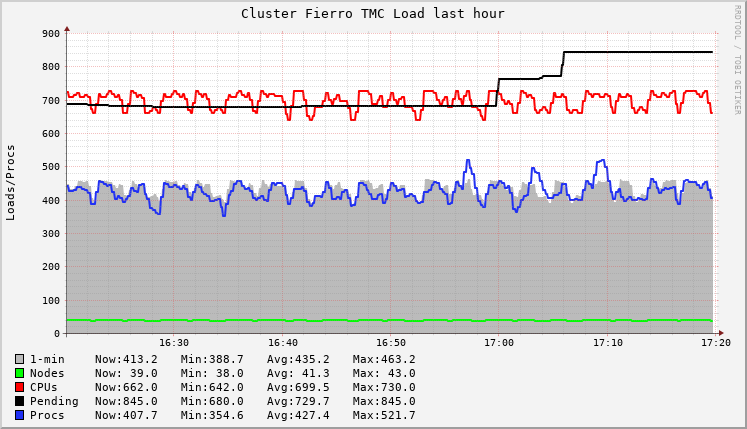 Cluster Fierro TMC Load last hour
RRDTOOL / TOBI OETIKER
Loads/Procs
900
800
700
600
500
400
300
200
100
0
16:30 16:40 16:50 17:00 17:10 17:20
1-min Now:413.2 Min:388.7 Avg:435.2 Max:463.2
Nodes Now: 39.0 Min: 38.0 Avg: 41.3 Max: 43.0
CPUs Now:662.0 Min:642.0 Avg:699.5 Max:730.0
Pending Now:845.0 Min:680.0 Avg:729.7 Max:845.0
Procs Now:407.7 Min:354.6 Avg:427.4 Max:521.7